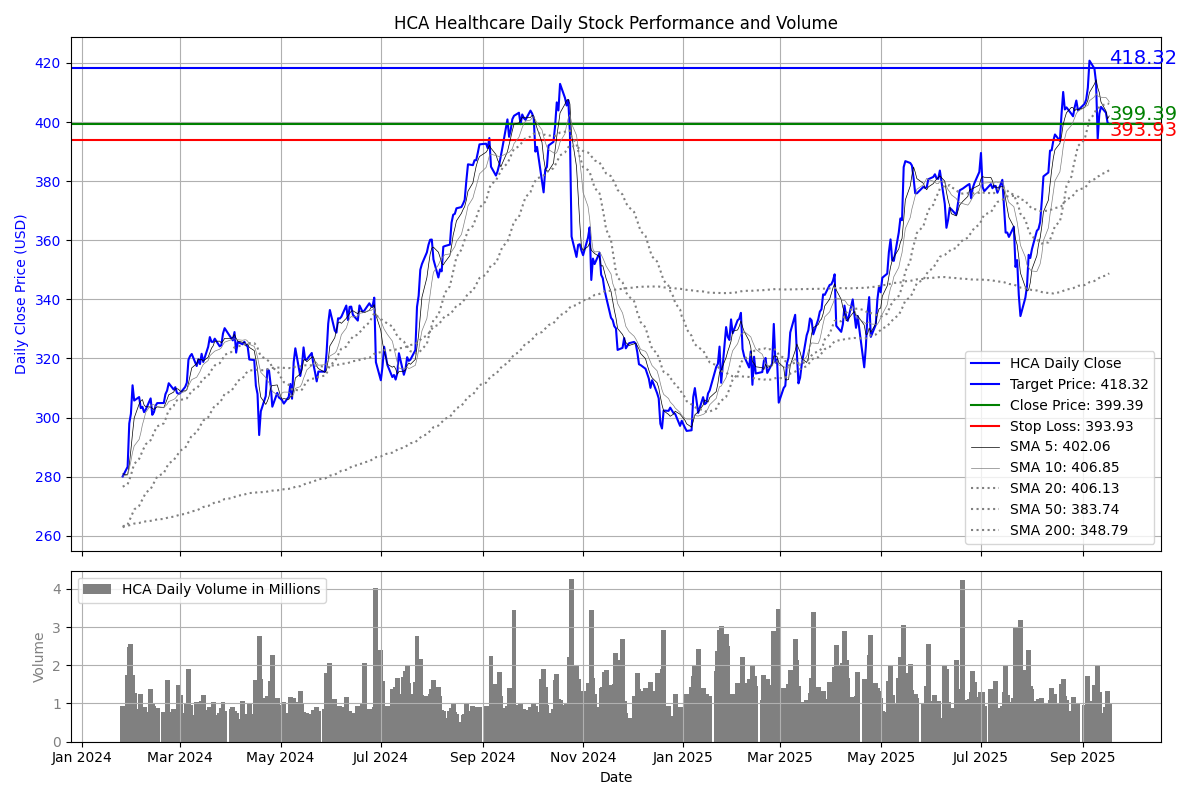 HCA Healthcare Daily Stock Performance and Volume
Daily Close Price (USD)
420
400
380
360
340
320
300
280
260
418.32
399.39
393.93
HCA Daily Close
Target Price: 418.32
Close Price: 399.39
Stop Loss: 393.93
SMA 5: 402.06
SMA 10: 406.85
SMA 20: 406.13
SMA 50: 383.74
SMA 200: 348.79
Volume
4
3
2
1
0
HCA Daily Volume in Millions
Jan 2024 Mar 2024 May 2024 Jul 2024 Sep 2024 Nov 2024 Jan 2025 Mar 2025 May 2025 Jul 2025 Sep 2025
Date